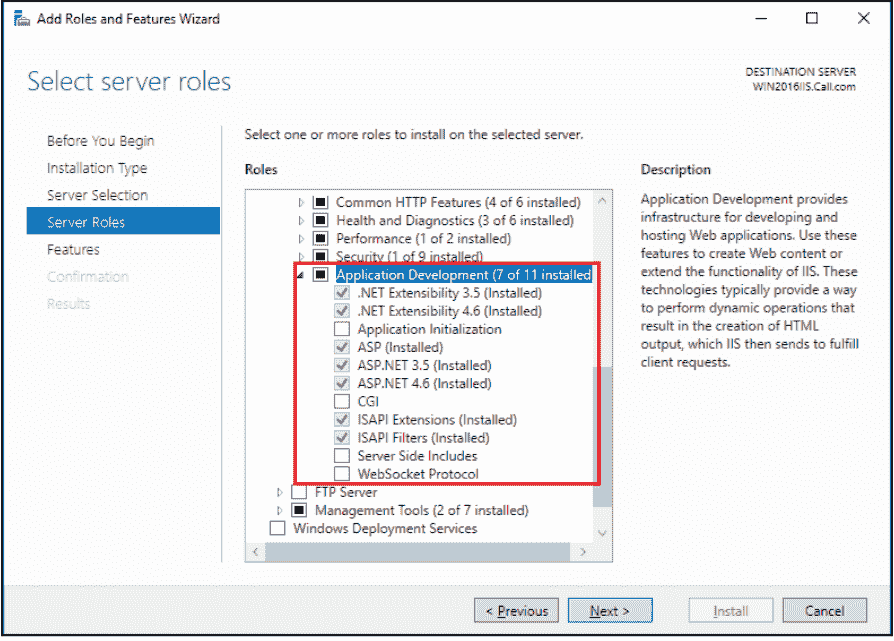 Add Roles and Features Wizard
Select server roles
DESTINATION SERVER
WIN2016IIS.Call.com
Before You Begin
Installation Type
Server Selection
Server Roles
Features
Confirmation
Results
Select one or more roles to install on the selected server.
Roles
Common HTTP Features (4 of 6 installed)
Health and Diagnostics (3 of 6 installed)
Performance (1 of 2 installed)
Security (1 of 9 installed)
Application Development (7 of 11 installed
.NET Extensibility 3.5 (Installed)
.NET Extensibility 4.6 (Installed)
Application Initialization
ASP (Installed)
ASP.NET 3.5 (Installed)
ASP.NET 4.6 (Installed)
CGI
ISAPI Extensions (Installed)
ISAPI Filters (Installed)
Server Side Includes
WebSocket Protocol
FTP Server
Management Tools (2 of 7 installed)
Windows Deployment Services
Description
Application Development provides
infrastructure for developing and
hosting Web applications. Use these
features to create Web content or
extend the functionality of IIS. These
technologies typically provide a way
to perform dynamic operations that
result in the creation of HTML
output, which IIS then sends to fulfill
client requests.
< Previous
Next >
Install
Cancel